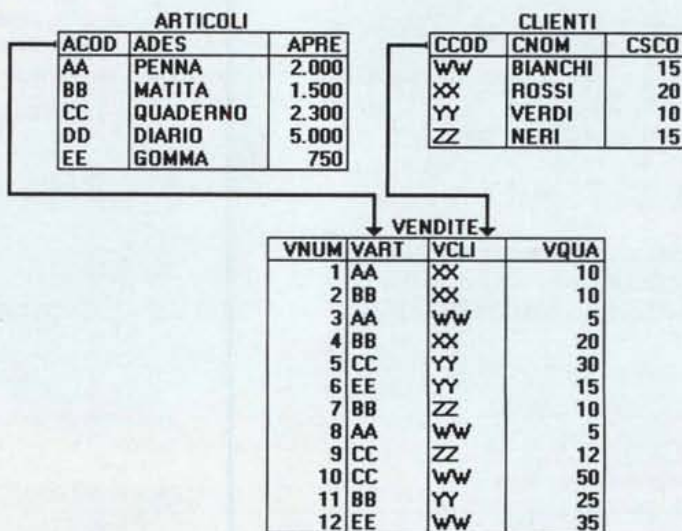 ARTICOLI
ACOD ADES APRE
AA PENNA 2.000
BB MATITA 1.500
CC QUADERNO 2.300
DD DIARIO 5.000
EE GOMMA 750
CLIENTI
CCOD CNOM CSCO
WW BIANCHI 15
XX ROSSI 20
YY VERDI 10
ZZ NERI 15
VENDITE
VNUM VART VCLI VQUA
1 AA XX 10
2 BB XX 10
3 AA WW 5
4 BB XX 20
5 CC YY 30
6 EE YY 15
7 BB ZZ 10
8 AA WW 5
9 CC ZZ 12
10 CC WW 50
11 BB YY 25
12 EE WW 35